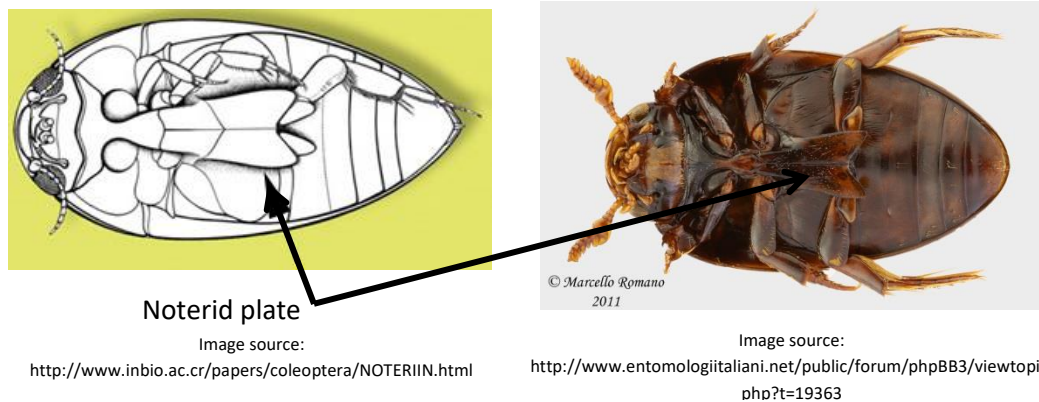 © Marcello Romano
2011
Noterid plate
Image source:
http://www.inbio.ac.cr/papers/coleoptera/NOTERIIN.html
Image source:
http://www.entomologiitaliani.net/public/forum/phpBB3/viewtopi
php?t=19363